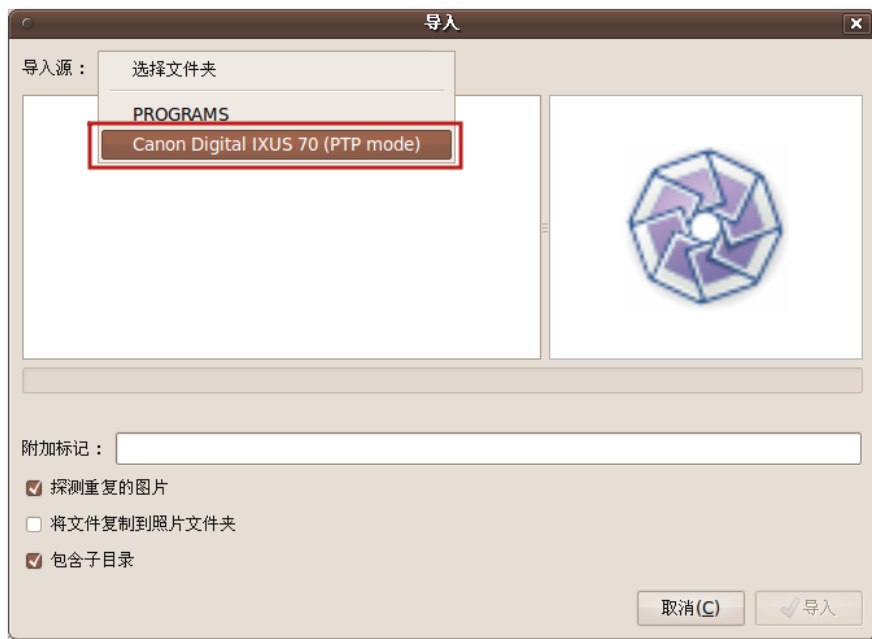 导入
导入源：
选择文件夹
PROGRAMS
Canon Digital IXUS 70 (PTP mode)
附加标记：
探测重复的图片
将文件复制到照片文件夹
包含子目录
取消(C)
导入